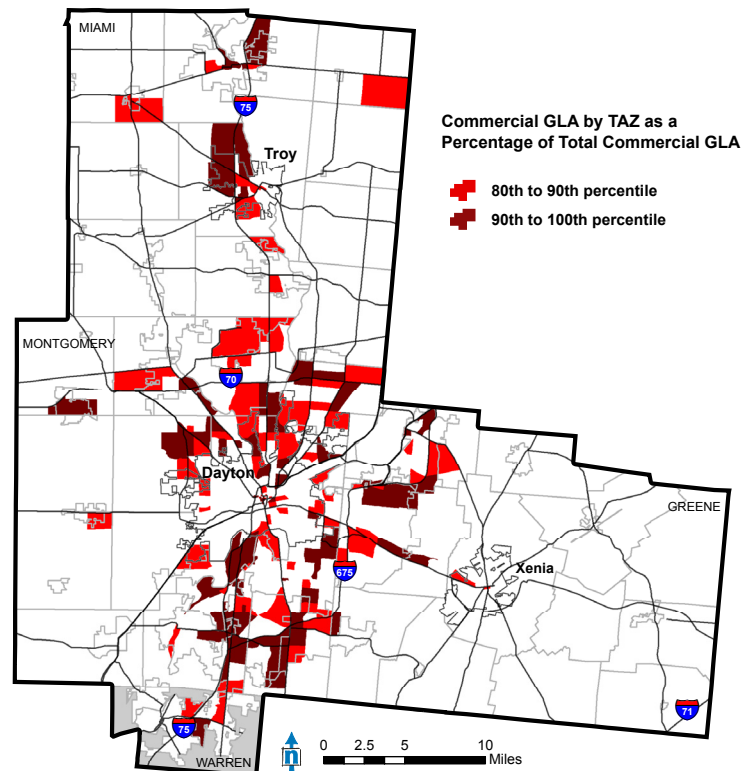 MIAMI
75
Troy
Commercial GLA by TAZ as a
Percentage of Total Commercial GLA
80th to 90th percentile
90th to 100th percentile
MONTGOMERY
70
Dayton
GREENE
675
Xenia
71
75
WARREN
n
0 2.5 5 10
Miles